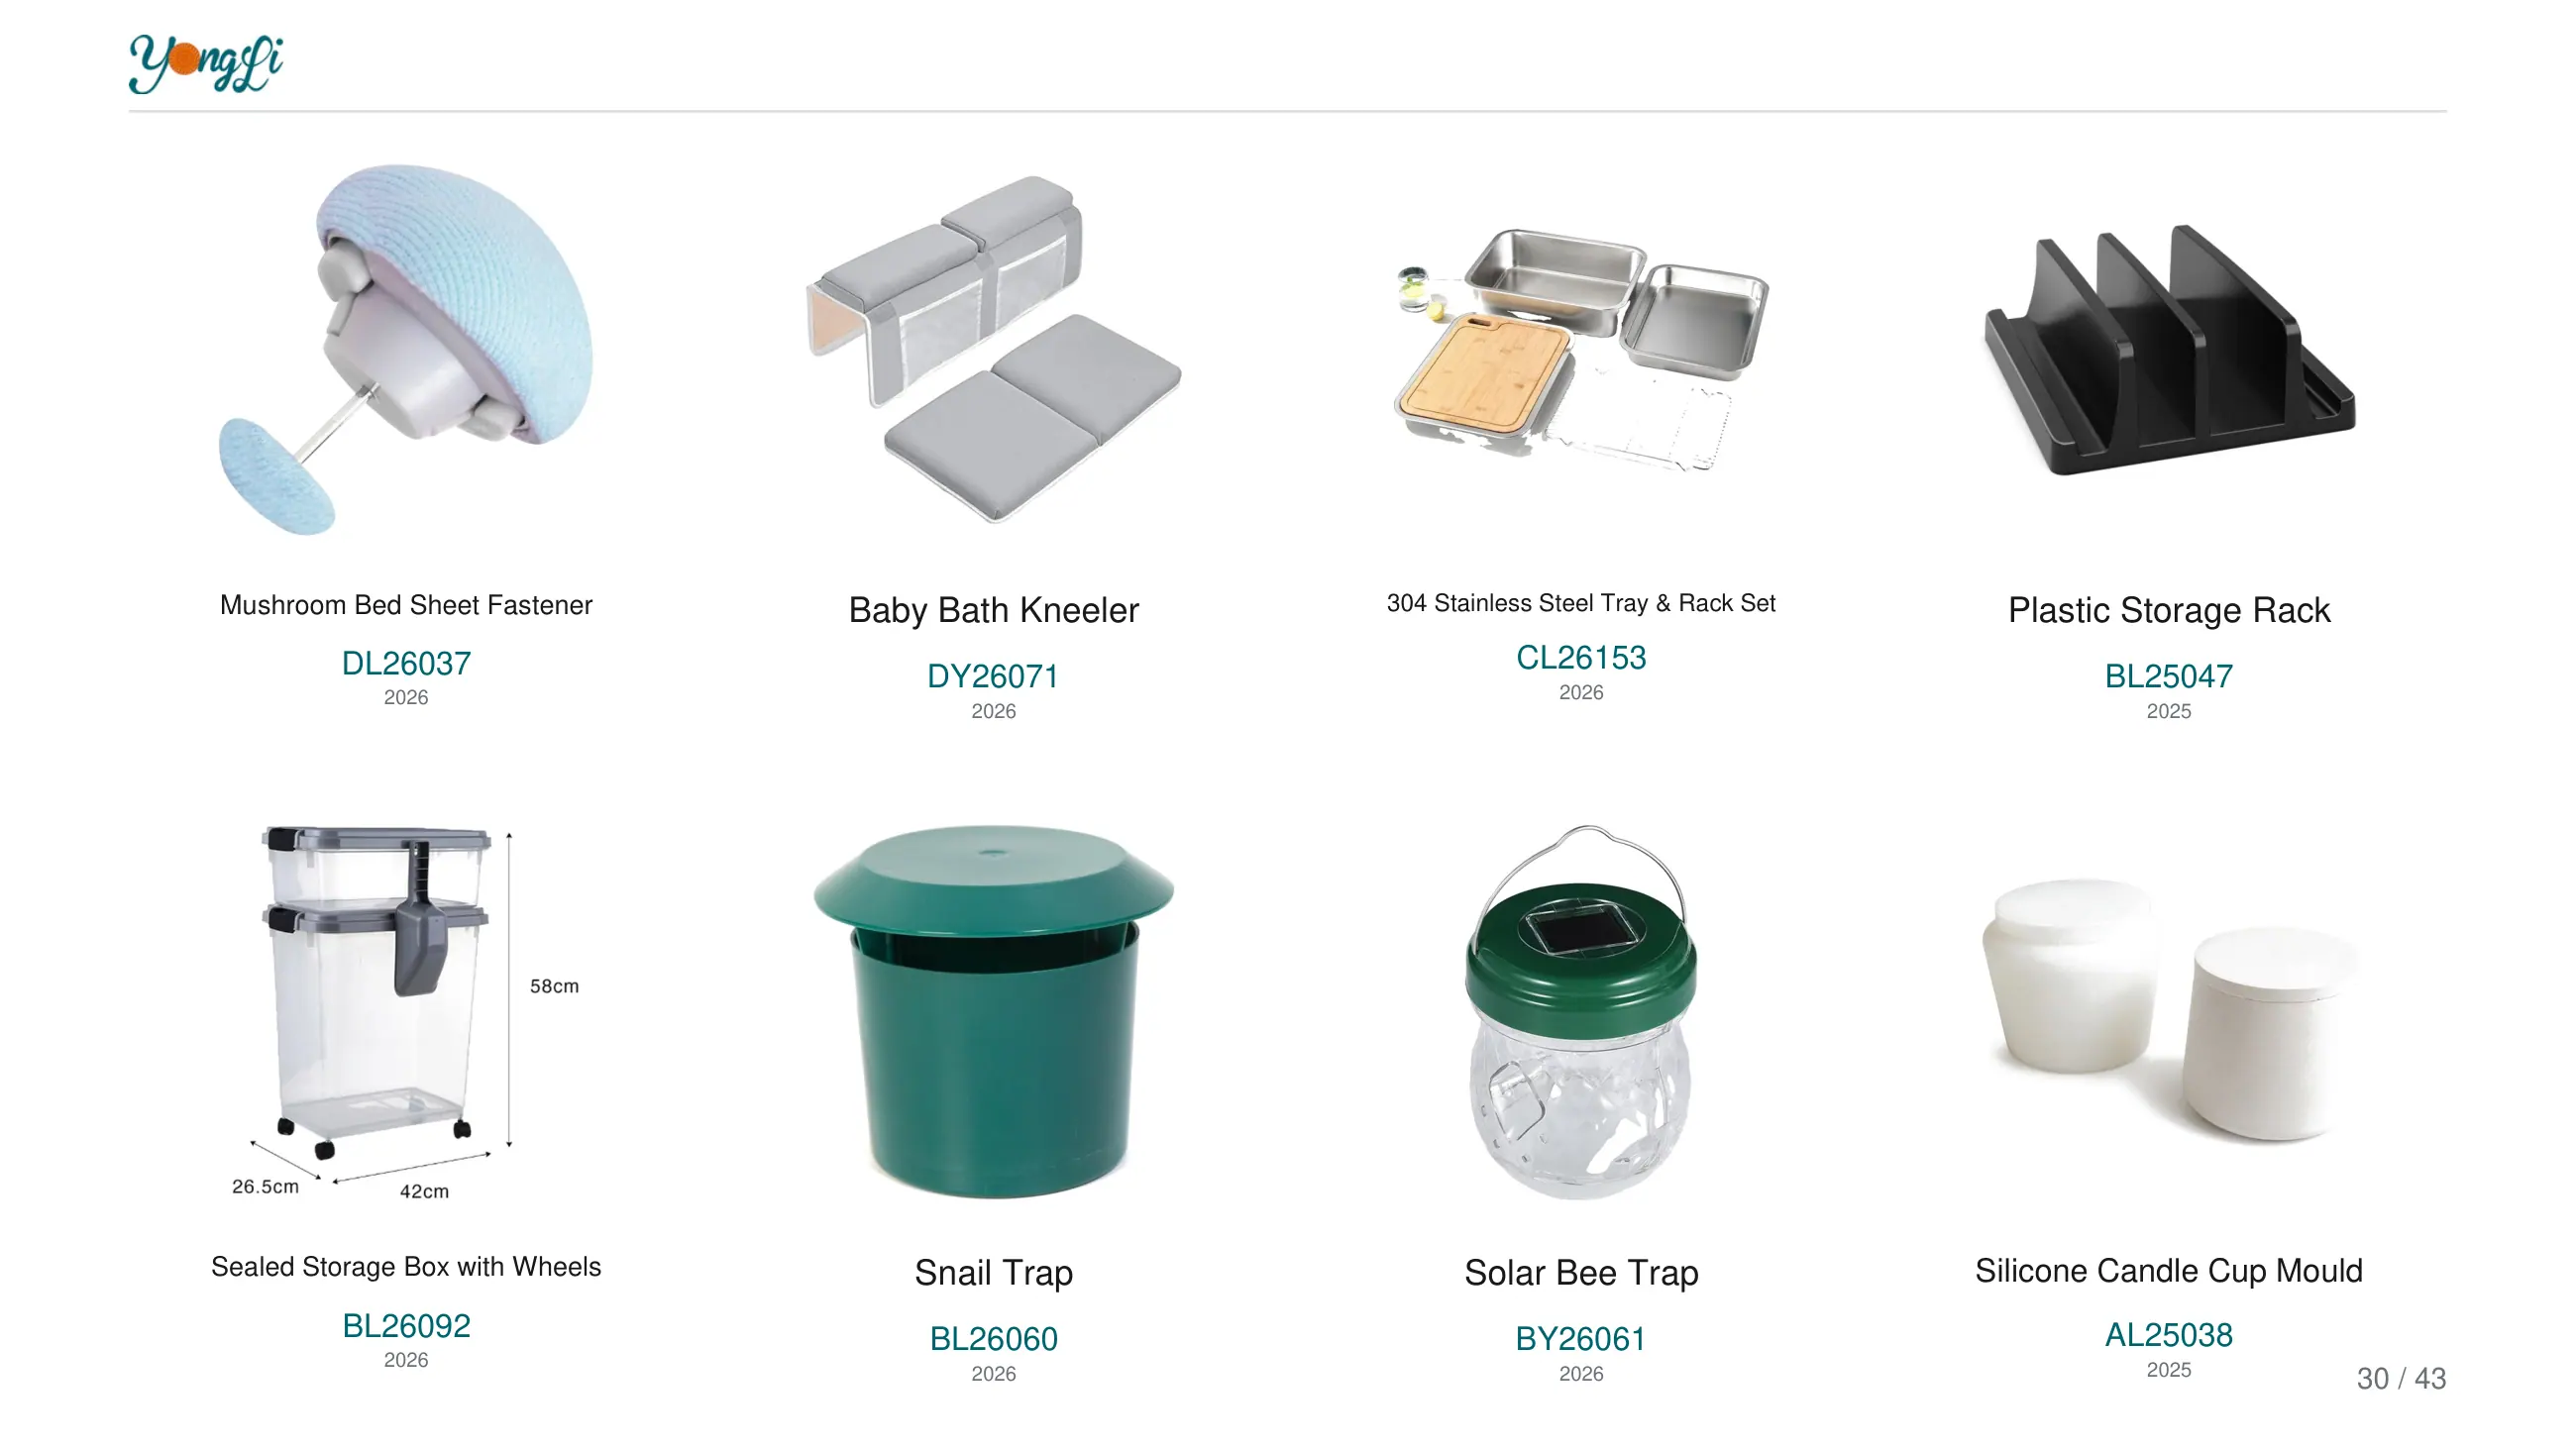 YongLi
Mushroom Bed Sheet Fastener
DL26037
2026
Baby Bath Kneeler
DY26071
2026
304 Stainless Steel Tray & Rack Set
CL26153
2026
Plastic Storage Rack
BL25047
2025
58cm
26.5cm
42cm
Sealed Storage Box with Wheels
BL26092
2026
Snail Trap
BL26060
2026
Solar Bee Trap
BY26061
2026
Silicone Candle Cup Mould
AL25038
2025
30 / 43